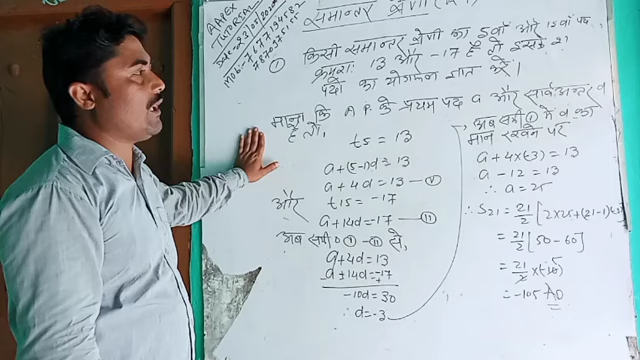 समान्तर श्रेणी (A.P.)
APEX
TUTORIAL
① किसी समान्तर श्रेणी का 5वाँ और 15वाँ पद
क्रमशः 13 और -17 है तो इसके 21
पदों का योगफल ज्ञात करें।
माना कि A.P के प्रथम पद a और सार्वअन्तर d
है तो,
t5 = 13
a+(5-1)d = 13
a + 4d = 13 - ①
और t15 = -17
a + 14d = -17 - ⑪
अब समी० ① - ⑪ से,
a+4d = 13
a + 14d = -17
-10d = 30
∴ d = -3
अब समी० ① में d का
मान रखने पर
a + 4×(-3) = 13
a - 12 = 13
∴ a = 25
∴ S21 = 21/2 [2×25+(21-1)×-3]
= 21/2 [50-60]
= 21/2 ×(-10)
= -105